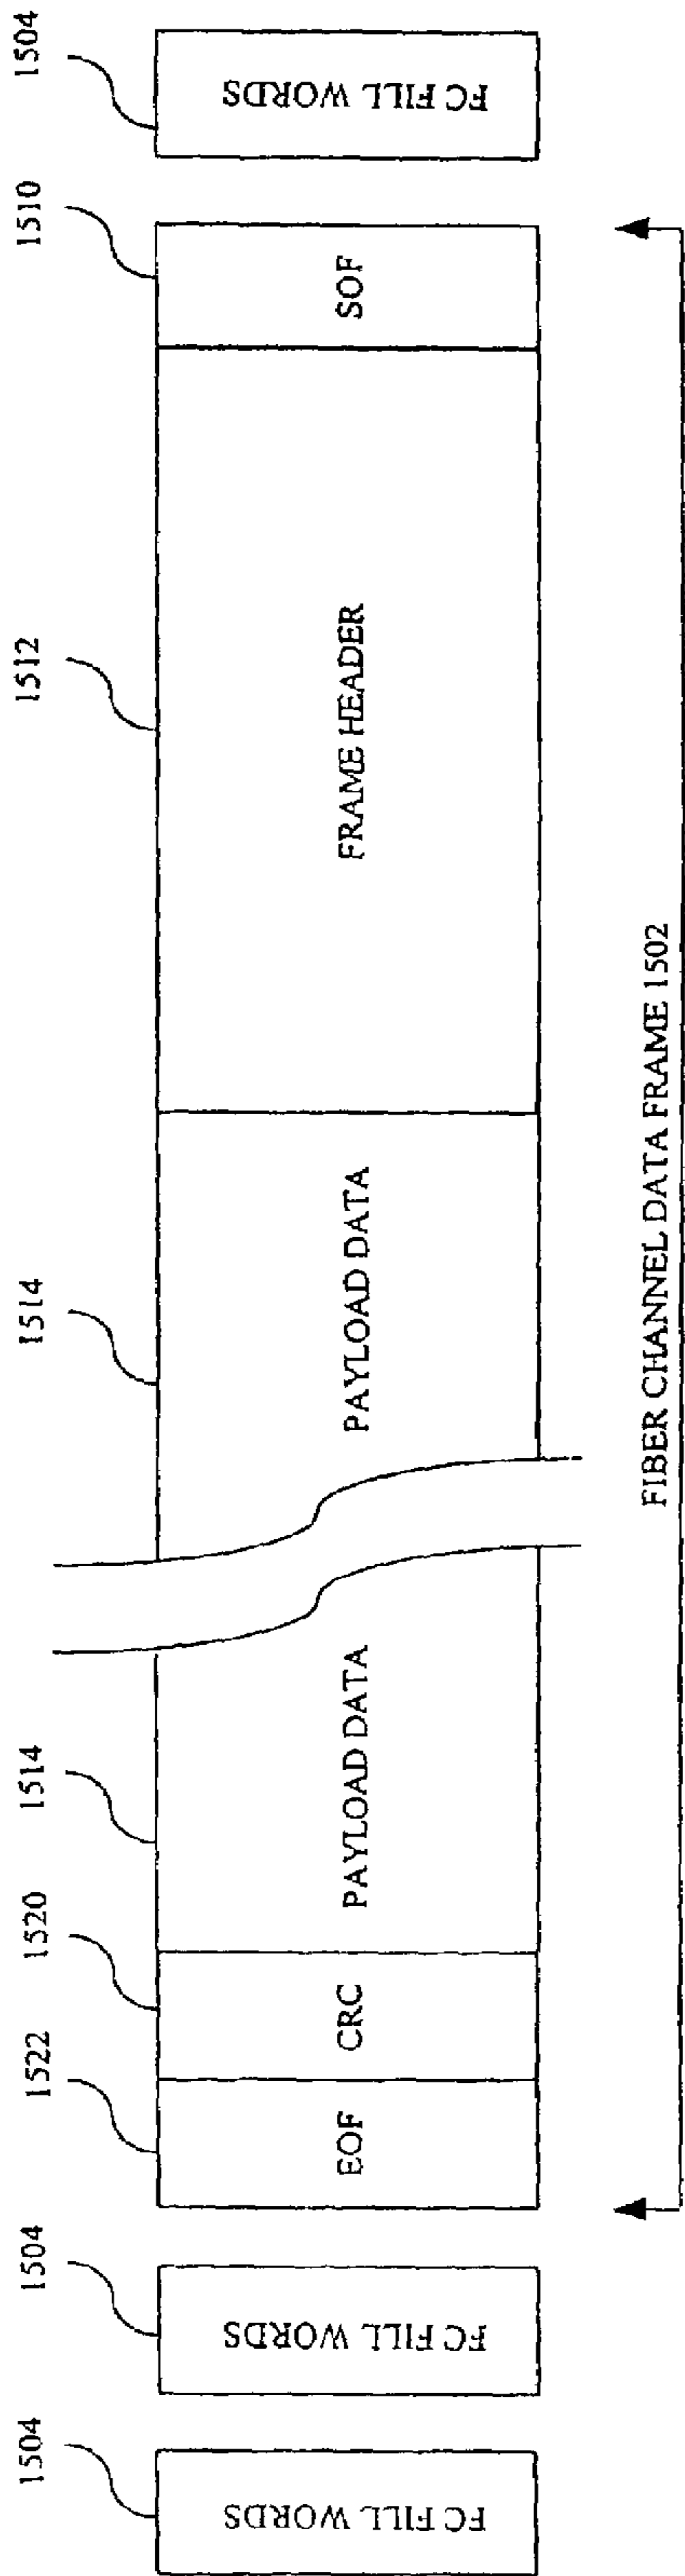 1504
1504
1522
1520
1514
1514
1512
1510
1504
FC FILL WORDS
FC FILL WORDS
EOF
CRC
PAYLOAD DATA
PAYLOAD DATA
FRAME HEADER
SOF
FC FILL WORDS
FIBER CHANNEL DATA FRAME 1502